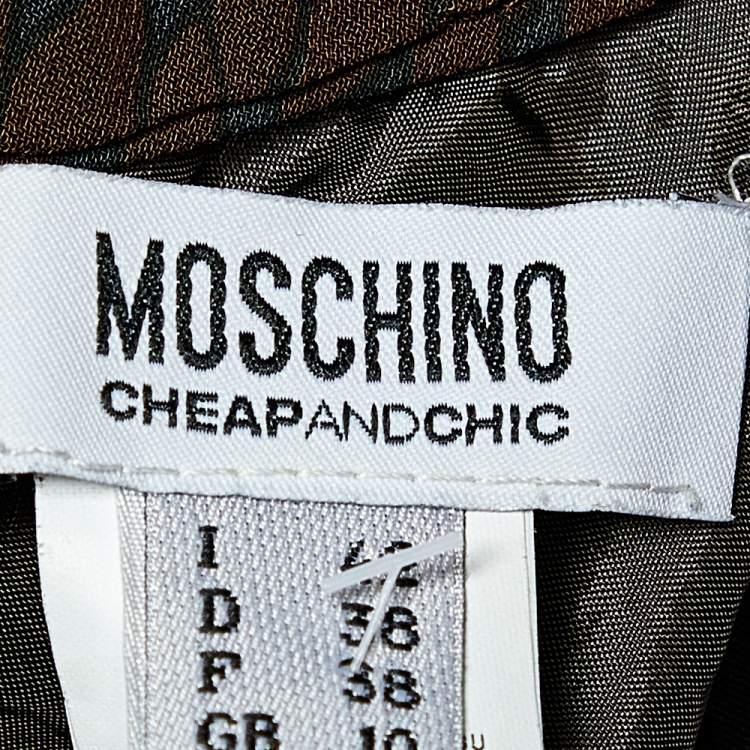 MOSCHINO
CHEAPANDCHIC
I 42
D 38
F 38
GB 10